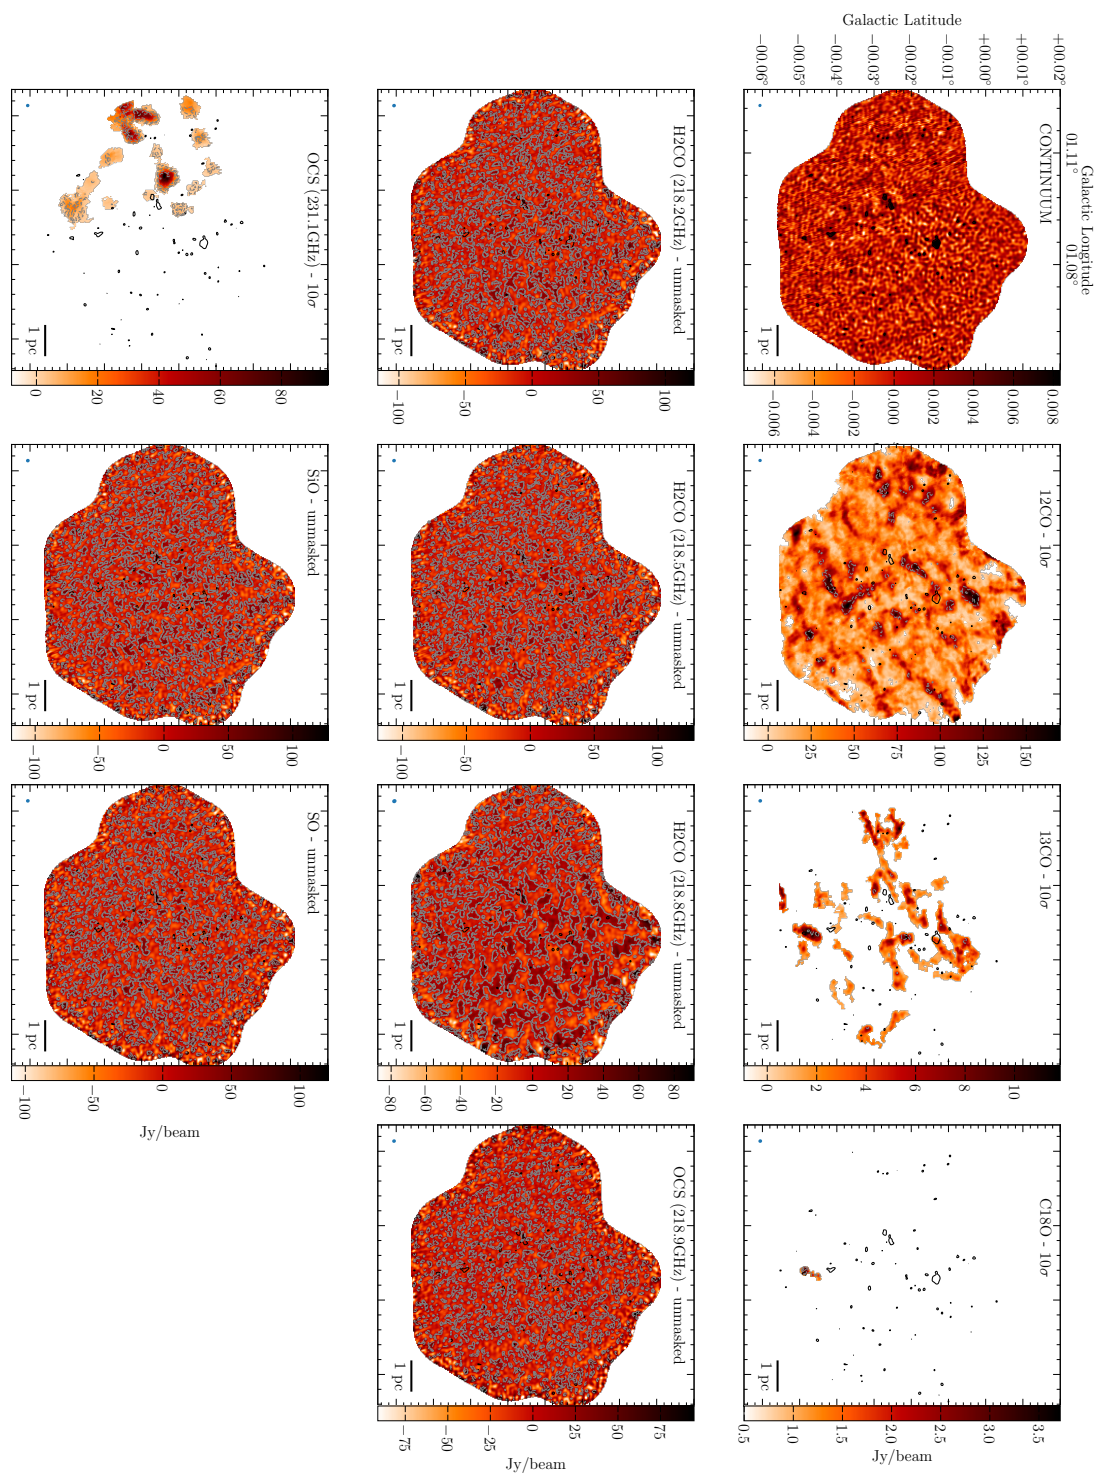 Galactic Longitude
01.11° 01.08°
Galactic Latitude
+00.02°
+00.01°
+00.00°
−00.01°
−00.02°
−00.03°
−00.04°
−00.05°
−00.06°
CONTINUUM
1 pc
0.008
0.006
0.004
0.002
0.000
−0.002
−0.004
−0.006
12CO - 10σ
1 pc
150
125
100
75
50
25
0
13CO - 10σ
1 pc
10
8
6
4
2
0
C18O - 10σ
1 pc
3.5
3.0
2.5
2.0
1.5
1.0
0.5
Jy/beam
H2CO (218.2GHz) - unmasked
1 pc
100
50
0
−50
−100
H2CO (218.5GHz) - unmasked
1 pc
100
50
0
−50
−100
H2CO (218.8GHz) - unmasked
1 pc
80
60
40
20
0
−20
−40
−60
−80
OCS (218.9GHz) - unmasked
1 pc
75
50
25
0
−25
−50
−75
Jy/beam
OCS (231.1GHz) - 10σ
1 pc
80
60
40
20
0
SiO - unmasked
1 pc
100
50
0
−50
−100
SO - unmasked
1 pc
100
50
0
−50
−100
Jy/beam